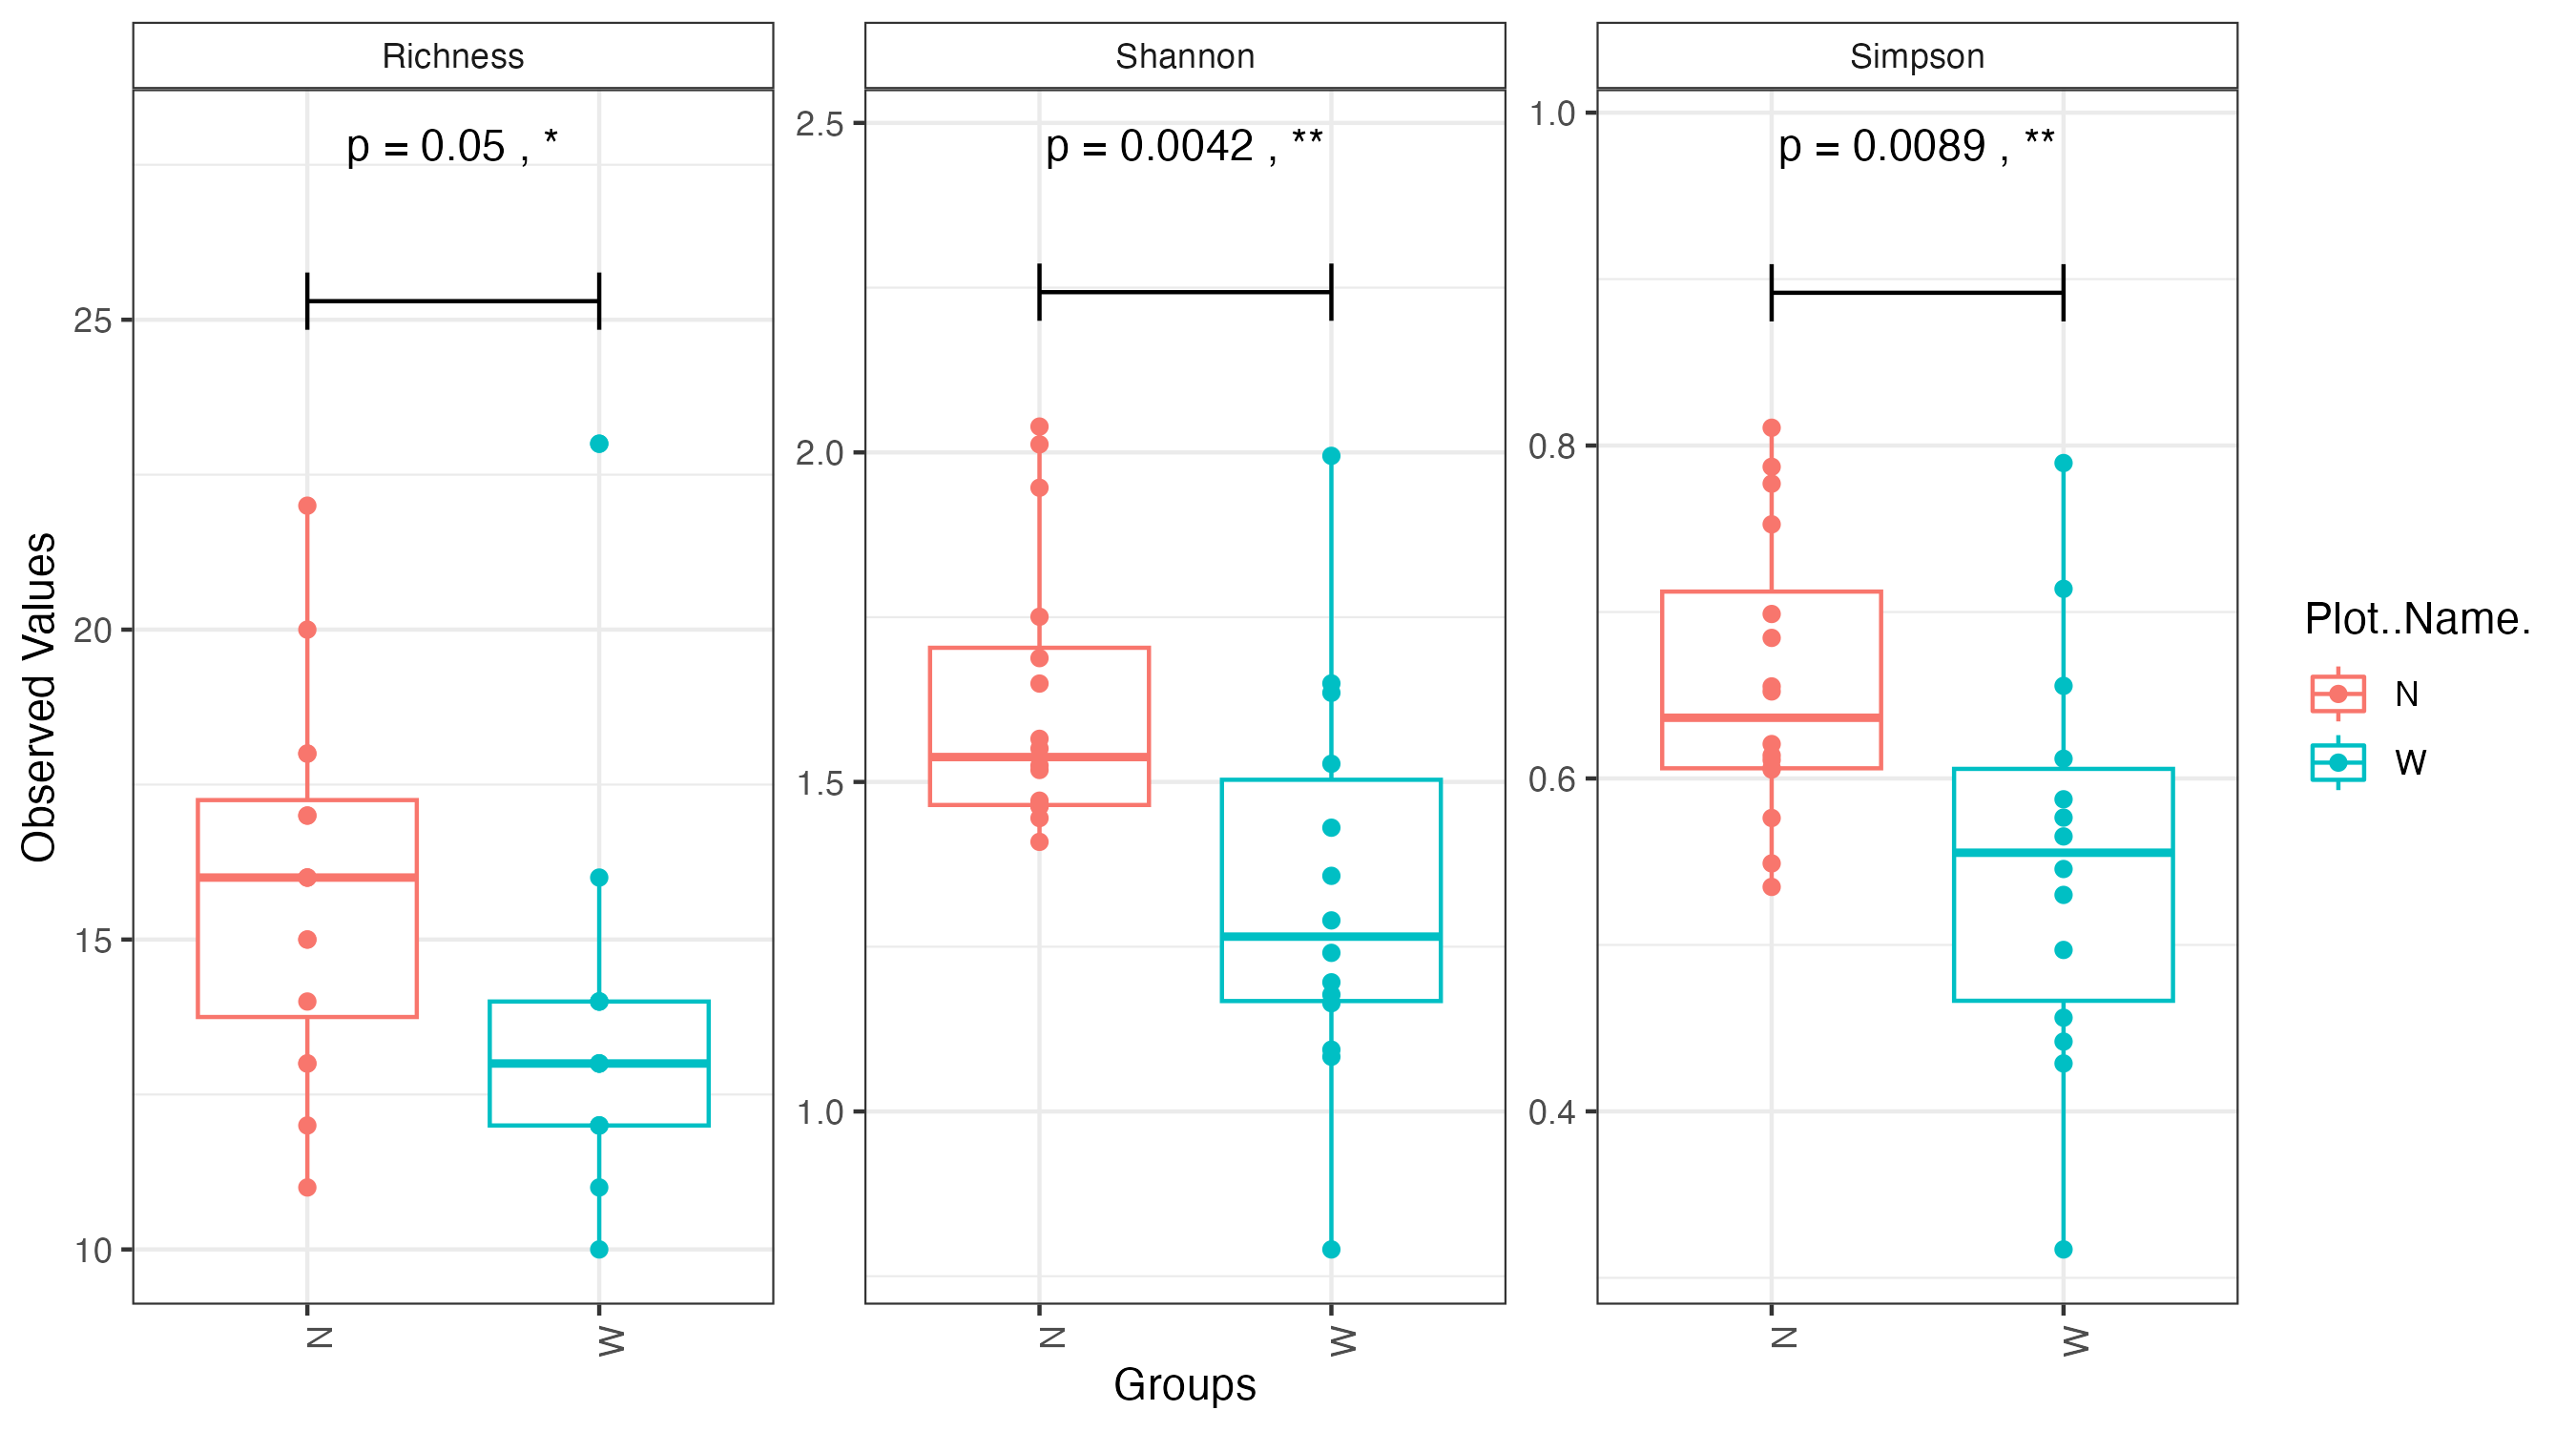 Richness
Shannon
Simpson
p = 0.05 , *
p = 0.0042 , **
p = 0.0089 , **
Observed Values
25
20
15
10
2.5
2.0
1.5
1.0
1.0
0.8
0.6
0.4
N
W
N
W
N
W
Groups
Plot..Name.
N
W